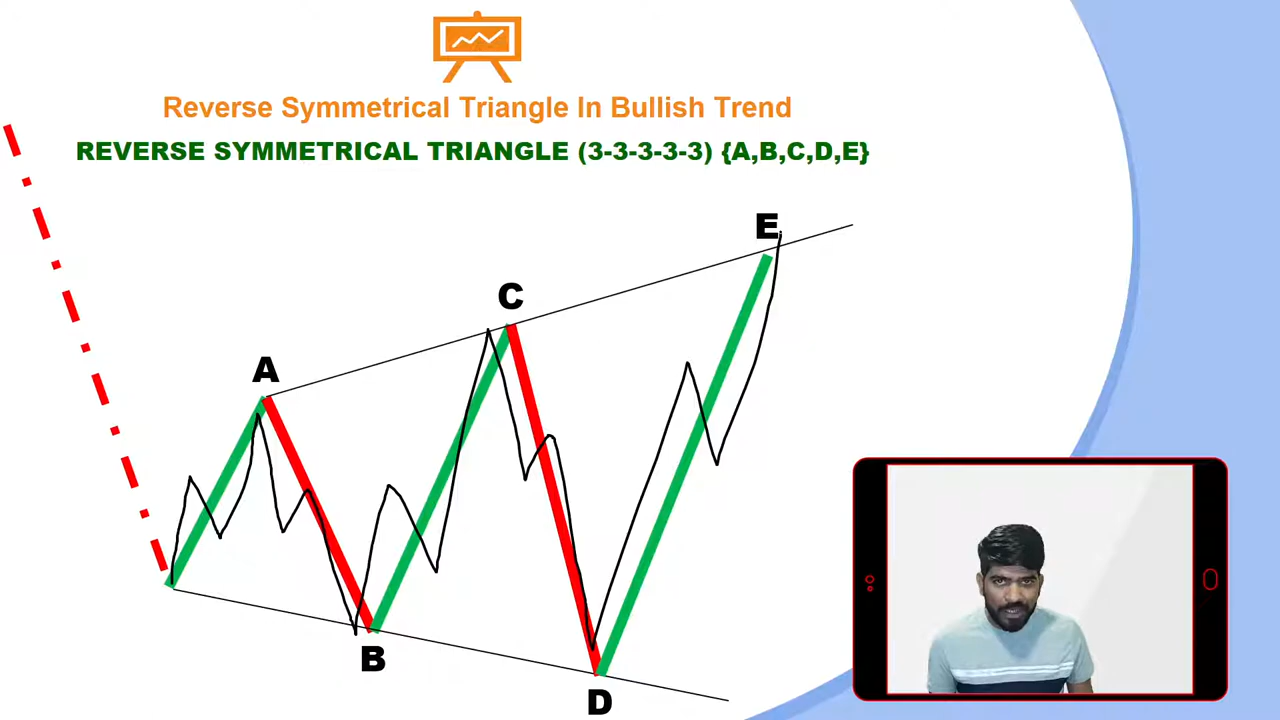 Reverse Symmetrical Triangle In Bullish Trend
REVERSE SYMMETRICAL TRIANGLE (3-3-3-3-3) {A,B,C,D,E}
E
C
A
B
D